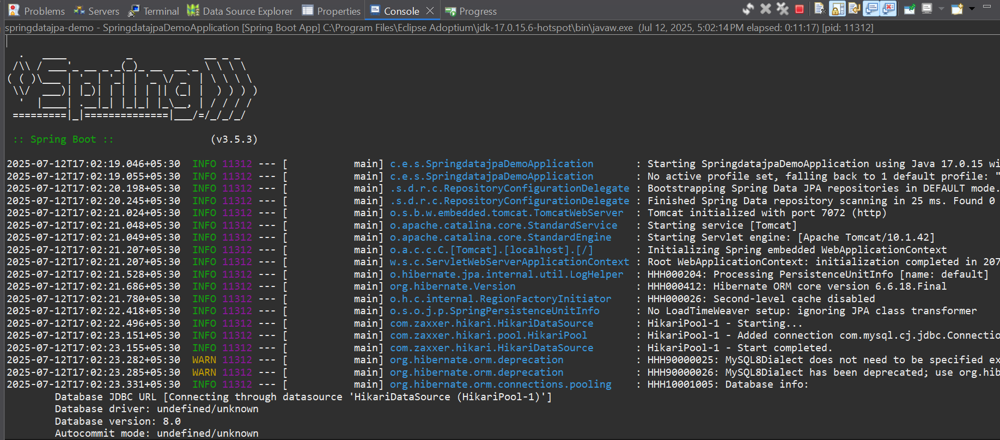 Problems Servers Terminal Data Source Explorer Properties Console Progress
springdatajpa-demo - SpringdatajpaDemoApplication [Spring Boot App] C:\Program Files\Eclipse Adoptium\jdk-17.0.15.6-hotspot\bin\javaw.exe (Jul 12, 2025, 5:02:14 PM elapsed: 0:11:17) [pid: 11312]
  .   ____          _            __ _ _
 /\\ / ___'_ __ _ _(_)_ __  __ _ \ \ \ \
( ( )\___ | '_ | '_| | '_ \/ _` | \ \ \ \
 \\/  ___)| |_)| | | | | || (_| |  ) ) ) )
  '  |____| .__|_| |_|_| |_\__, | / / / /
 =========|_|==============|___/=/_/_/_/
:: Spring Boot ::                (v3.5.3)
2025-07-12T17:02:19.046+05:30  INFO 11312 --- [           main] c.e.s.SpringdatajpaDemoApplication       : Starting SpringdatajpaDemoApplication using Java 17.0.15 wi
2025-07-12T17:02:19.055+05:30  INFO 11312 --- [           main] c.e.s.SpringdatajpaDemoApplication       : No active profile set, falling back to 1 default profile: "
2025-07-12T17:02:20.198+05:30  INFO 11312 --- [           main] .s.d.r.c.RepositoryConfigurationDelegate : Bootstrapping Spring Data JPA repositories in DEFAULT mode.
2025-07-12T17:02:20.245+05:30  INFO 11312 --- [           main] .s.d.r.c.RepositoryConfigurationDelegate : Finished Spring Data repository scanning in 25 ms. Found 0
2025-07-12T17:02:21.024+05:30  INFO 11312 --- [           main] o.s.b.w.embedded.tomcat.TomcatWebServer  : Tomcat initialized with port 7072 (http)
2025-07-12T17:02:21.048+05:30  INFO 11312 --- [           main] o.apache.catalina.core.StandardService   : Starting service [Tomcat]
2025-07-12T17:02:21.049+05:30  INFO 11312 --- [           main] o.apache.catalina.core.StandardEngine    : Starting Servlet engine: [Apache Tomcat/10.1.42]
2025-07-12T17:02:21.207+05:30  INFO 11312 --- [           main] o.a.c.c.C.[Tomcat].[localhost].[/]       : Initializing Spring embedded WebApplicationContext
2025-07-12T17:02:21.207+05:30  INFO 11312 --- [           main] w.s.c.ServletWebServerApplicationContext : Root WebApplicationContext: initialization completed in 207
2025-07-12T17:02:21.528+05:30  INFO 11312 --- [           main] o.hibernate.jpa.internal.util.LogHelper  : HHH000204: Processing PersistenceUnitInfo [name: default]
2025-07-12T17:02:21.686+05:30  INFO 11312 --- [           main] org.hibernate.Version                    : HHH000412: Hibernate ORM core version 6.6.18.Final
2025-07-12T17:02:21.780+05:30  INFO 11312 --- [           main] o.h.c.internal.RegionFactoryInitiator    : HHH000026: Second-level cache disabled
2025-07-12T17:02:22.418+05:30  INFO 11312 --- [           main] o.s.o.j.p.SpringPersistenceUnitInfo      : No LoadTimeWeaver setup: ignoring JPA class transformer
2025-07-12T17:02:22.496+05:30  INFO 11312 --- [           main] com.zaxxer.hikari.HikariDataSource       : HikariPool-1 - Starting...
2025-07-12T17:02:23.151+05:30  INFO 11312 --- [           main] com.zaxxer.hikari.pool.HikariPool        : HikariPool-1 - Added connection com.mysql.cj.jdbc.Connectio
2025-07-12T17:02:23.155+05:30  INFO 11312 --- [           main] com.zaxxer.hikari.HikariDataSource       : HikariPool-1 - Start completed.
2025-07-12T17:02:23.282+05:30  WARN 11312 --- [           main] org.hibernate.orm.deprecation            : HHH90000025: MySQL8Dialect does not need to be specified ex
2025-07-12T17:02:23.285+05:30  WARN 11312 --- [           main] org.hibernate.orm.deprecation            : HHH90000026: MySQL8Dialect has been deprecated; use org.hib
2025-07-12T17:02:23.331+05:30  INFO 11312 --- [           main] org.hibernate.orm.connections.pooling    : HHH10001005: Database info:
	Database JDBC URL [Connecting through datasource 'HikariDataSource (HikariPool-1)']
	Database driver: undefined/unknown
	Database version: 8.0
	Autocommit mode: undefined/unknown